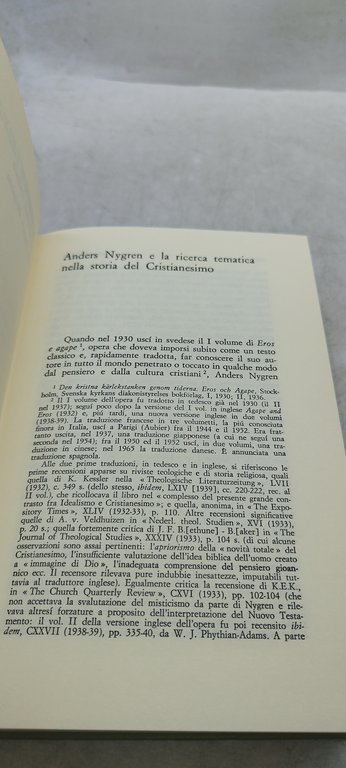 Anders Nygren e la ricerca tematica
nella storia del Cristianesimo
Quando nel 1930 uscí in svedese il I volume di Eros
e agape 1, opera che doveva imporsi subito come un testo
classico e, rapidamente tradotta, far conoscere il suo au-
tore in tutto il mondo penetrato o toccato in qualche modo
dal pensiero e dalla cultura cristiani 2, Anders Nygren
1 Den kristna kärlekstanken genom tiderna. Eros och Agape, Stock-
holm, Svenska kyrkans diakonistyrelses bokförlag, I, 1930; II, 1936.
2 Il I volume dell'opera fu tradotto in tedesco già nel 1930 (il II
nel 1937); seguí poco dopo la versione del I vol. in inglese Agape and
Eros (1932) e, piú tardi, una nuova versione inglese in due volumi
(1938-39). La traduzione francese in tre volumetti, la piú conosciuta
finora in Italia, uscí a Parigi (Aubier) fra il 1944 e il 1952. Era frat-
tanto uscita, nel 1937, una traduzione giapponese (a cui ne seguí una
seconda nel 1954); fra il 1950 ed il 1952 uscí, in due volumi, una tra-
duzione in cinese; nel 1965 la traduzione danese. È annunciata una
traduzione spagnola.
Alle due prime traduzioni, in tedesco e in inglese, si riferiscono le
prime recensioni apparse su riviste teologiche e di storia religiosa, quali
quella di K. Kessler nella « Theologische Literaturzeitung », LVII
(1932), c. 349 s. (dello stesso, ibidem, LXIV [1939], cc. 220-222, rec. al
II vol.), che ricollocava il libro nel « complesso del presente grande con-
trasto fra Idealismo e Cristianesimo »; e quella, anonima, in « The Expo-
sitory Times », XLIV (1932-33), p. 110. Altre recensioni significative
quelle di A. v. Veldhuizen in « Nederl. theol. Studien », XVI (1933),
p. 20 s.; quella fortemente critica di J. F. B.[ethune] - B.[aker] in « The
Journal of Theological Studies », XXXIV (1933), p. 104 s. (di cui alcune
osservazioni sono assai pertinenti: l'apriorismo della « novità totale » del
Cristianesimo, l'insufficiente valutazione dell'idea biblica dell'uomo creato
a « immagine di Dio », l'inadeguata comprensione del pensiero gioan-
nico ecc. Il recensore rilevava pure indubbie inesattezze, imputabili tut-
tavia al traduttore inglese). Egualmente critica la recensione di K.E.K.,
in « The Church Quarterly Review », CXVI (1933), pp. 102-104 (che
non accettava la svalutazione del misticismo da parte di Nygren e rile-
vava altresí forzature a proposito dell'interpretazione del Nuovo Testa-
mento: il vol. II della versione inglese dell'opera fu poi recensito ibi-
dem, CXXVII (1938-39), pp. 335-40, da W. J. Phythian-Adams. A parte